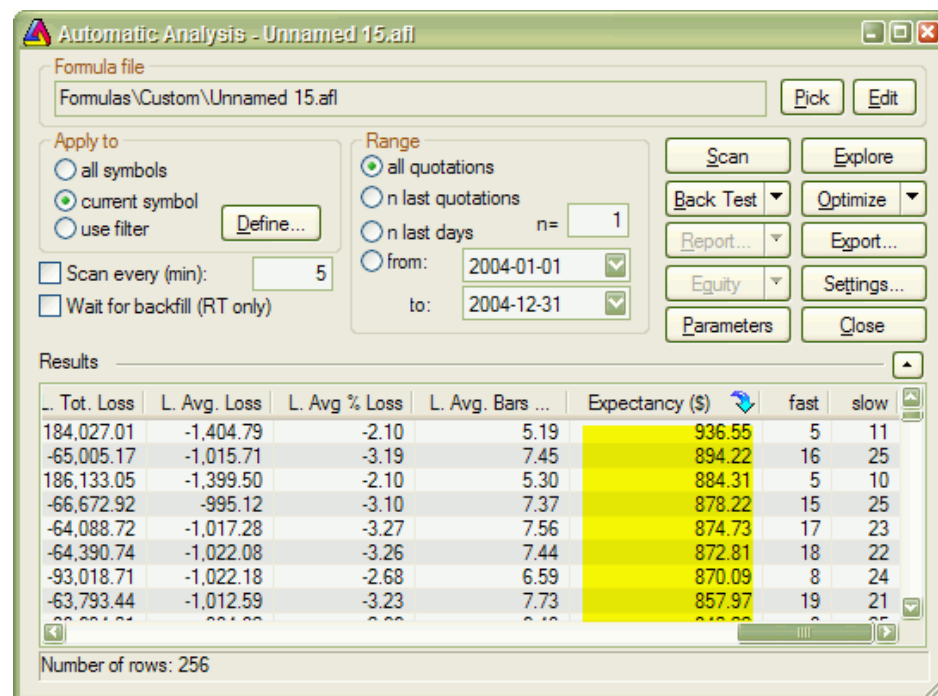 Automatic Analysis - Unnamed 15.afl
Formula file
Formulas\Custom\Unnamed 15.afl
Pick Edit
Apply to
all symbols
current symbol
use filter
Define...
Range
all quotations
n last quotations
n last days
n= 1
from: 2004-01-01
to: 2004-12-31
Scan Explore
Back Test Optimize
Report... Export...
Equity Settings...
Parameters Close
Scan every (min): 5
Wait for backfill (RT only)
Results
.. Tot. Loss L. Avg. Loss L. Avg % Loss L. Avg. Bars ... Expectancy ($) fast slow
184,027.01 -1,404.79 -2.10 5.19 936.55 5 11
-65,005.17 -1,015.71 -3.19 7.45 894.22 16 25
186,133.05 -1,399.50 -2.10 5.30 884.31 5 10
-66,672.92 -995.12 -3.10 7.37 878.22 15 25
-64,088.72 -1,017.28 -3.27 7.56 874.73 17 23
-64,390.74 -1,022.08 -3.26 7.44 872.81 18 22
-93,018.71 -1,022.18 -2.68 6.59 870.09 8 24
-63,793.44 -1,012.59 -3.23 7.73 857.97 19 21
Number of rows: 256